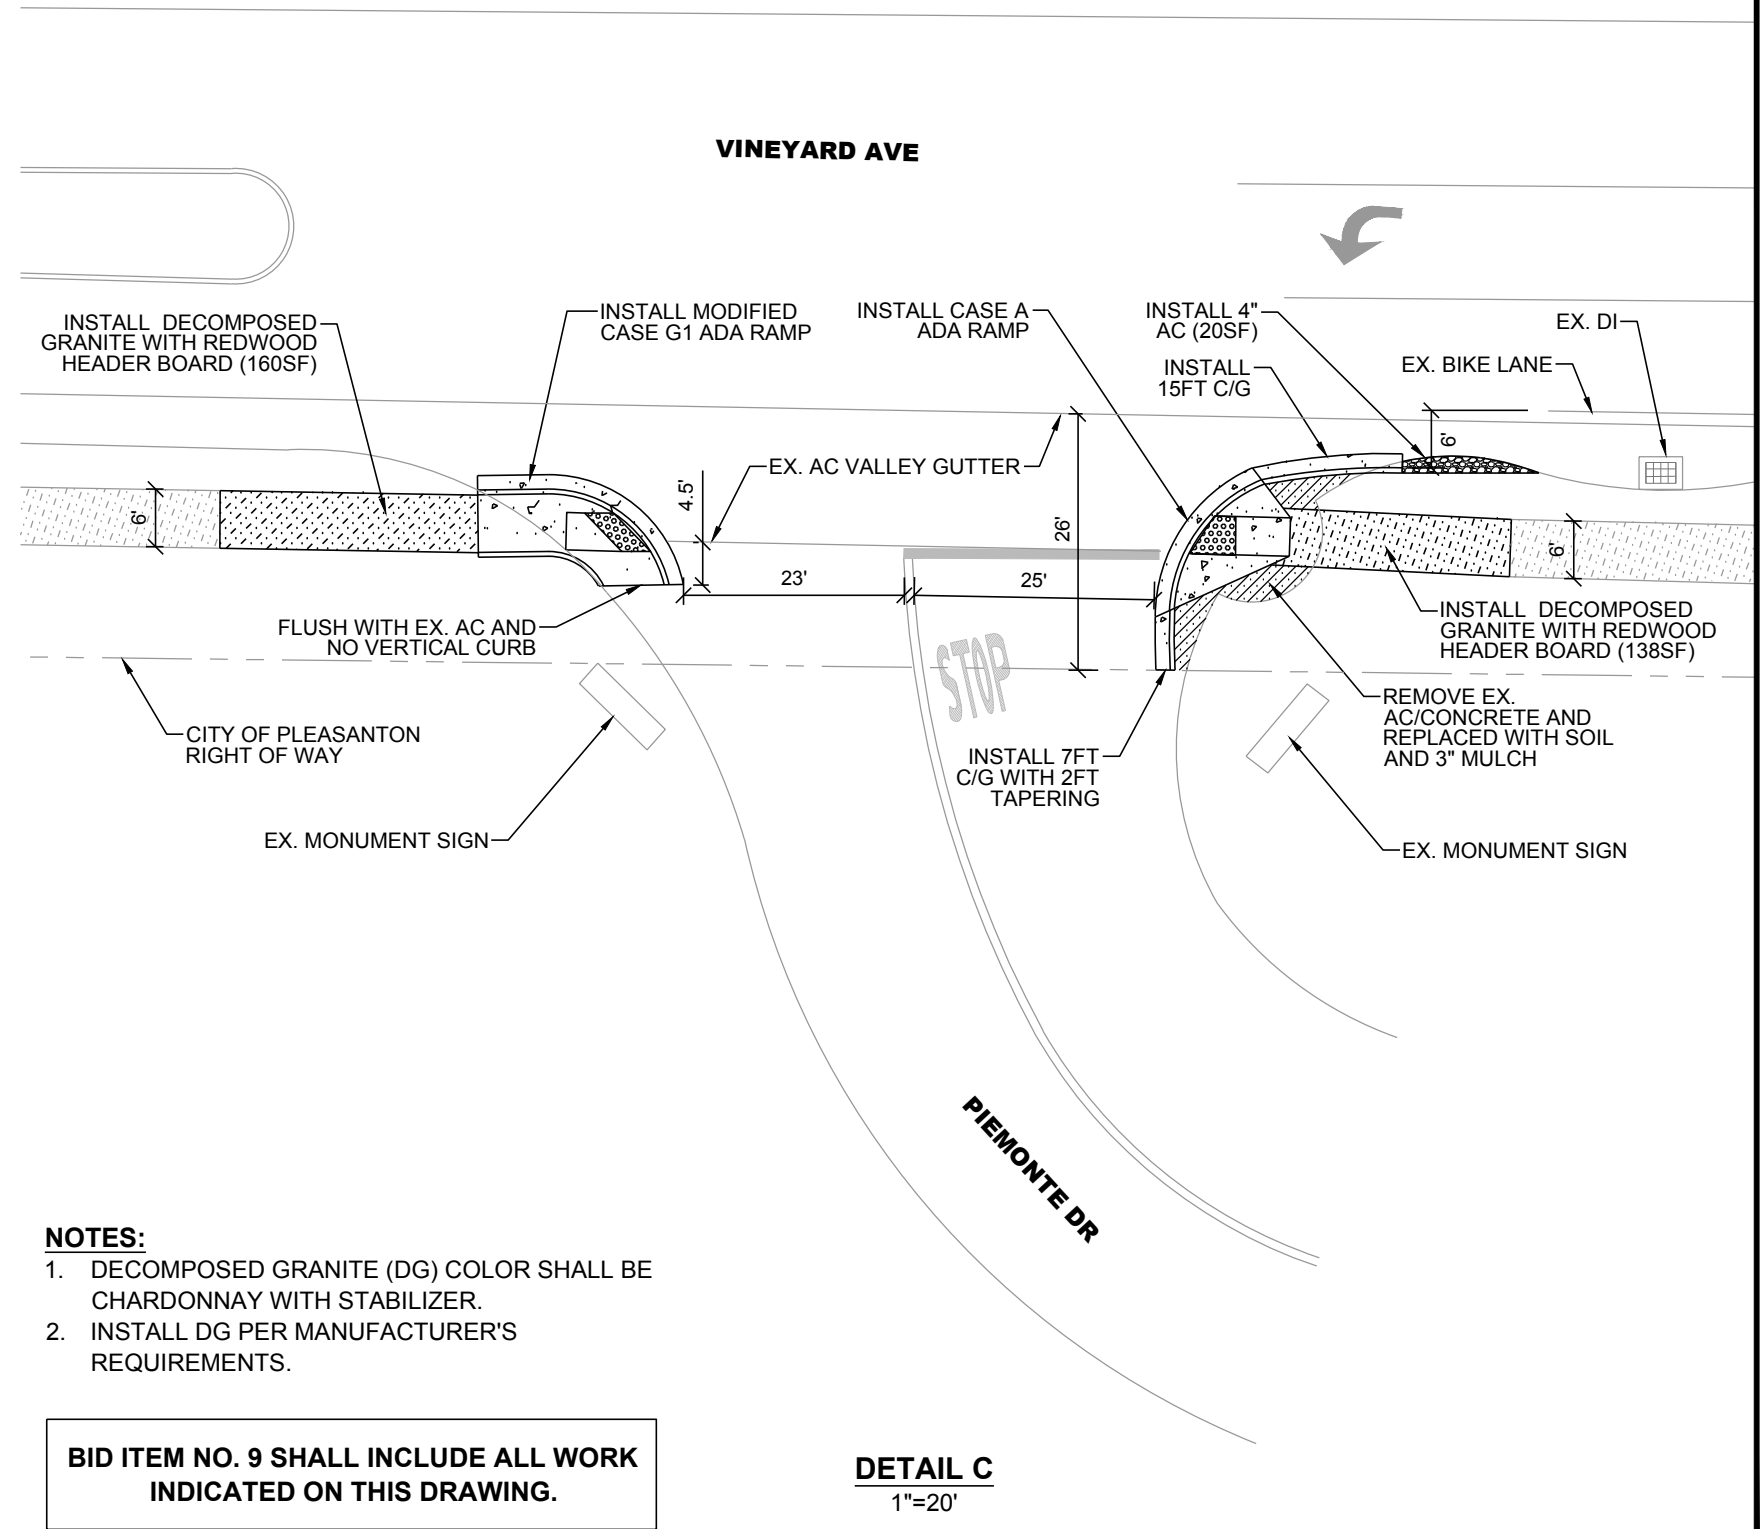 VINEYARD AVE
INSTALL DECOMPOSED
GRANITE WITH REDWOOD
HEADER BOARD (160SF)
INSTALL MODIFIED
CASE G1 ADA RAMP
INSTALL CASE A
ADA RAMP
INSTALL 4"
AC (20SF)
INSTALL
15FT C/G
EX. DI
EX. BIKE LANE
6'
EX. AC VALLEY GUTTER
4.5'
6'
26'
6'
23'
25'
FLUSH WITH EX. AC AND
NO VERTICAL CURB
INSTALL DECOMPOSED
GRANITE WITH REDWOOD
HEADER BOARD (138SF)
STOP
CITY OF PLEASANTON
RIGHT OF WAY
REMOVE EX.
AC/CONCRETE AND
REPLACED WITH SOIL
AND 3" MULCH
INSTALL 7FT
C/G WITH 2FT
TAPERING
EX. MONUMENT SIGN
EX. MONUMENT SIGN
PIEMONTE DR
NOTES:
1. DECOMPOSED GRANITE (DG) COLOR SHALL BE
CHARDONNAY WITH STABILIZER.
2. INSTALL DG PER MANUFACTURER'S
REQUIREMENTS.
BID ITEM NO. 9 SHALL INCLUDE ALL WORK
INDICATED ON THIS DRAWING.
DETAIL C
1"=20'